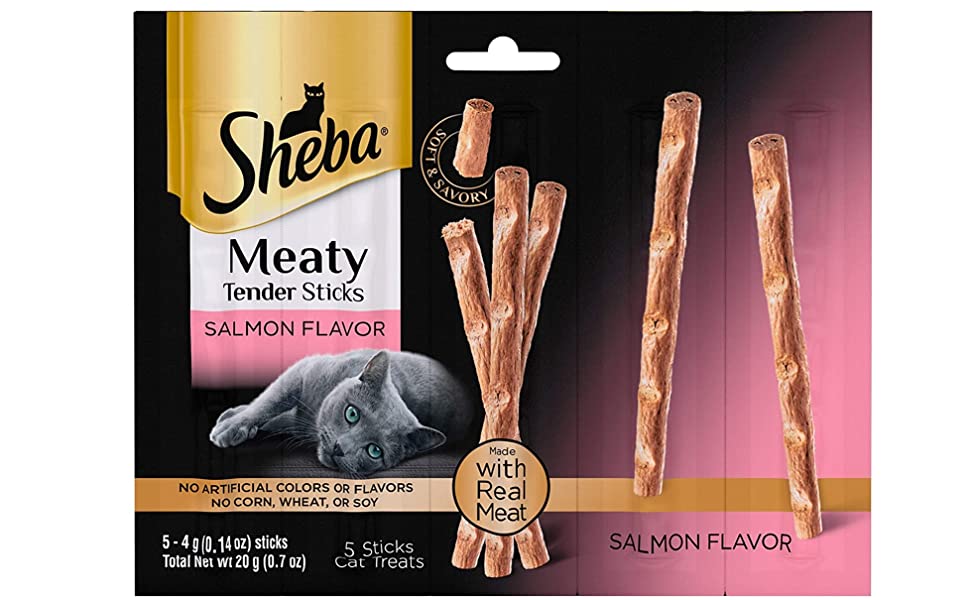 Sheba®
Meaty
Tender Sticks
SALMON FLAVOR
SOFT & SAVORY
NO ARTIFICIAL COLORS OR FLAVORS
NO CORN, WHEAT, OR SOY
5 - 4 g (0.14 oz) sticks
Total Net wt 20 g (0.7 oz)
5 Sticks
Cat Treats
Made
with
Real
Meat
SALMON FLAVOR